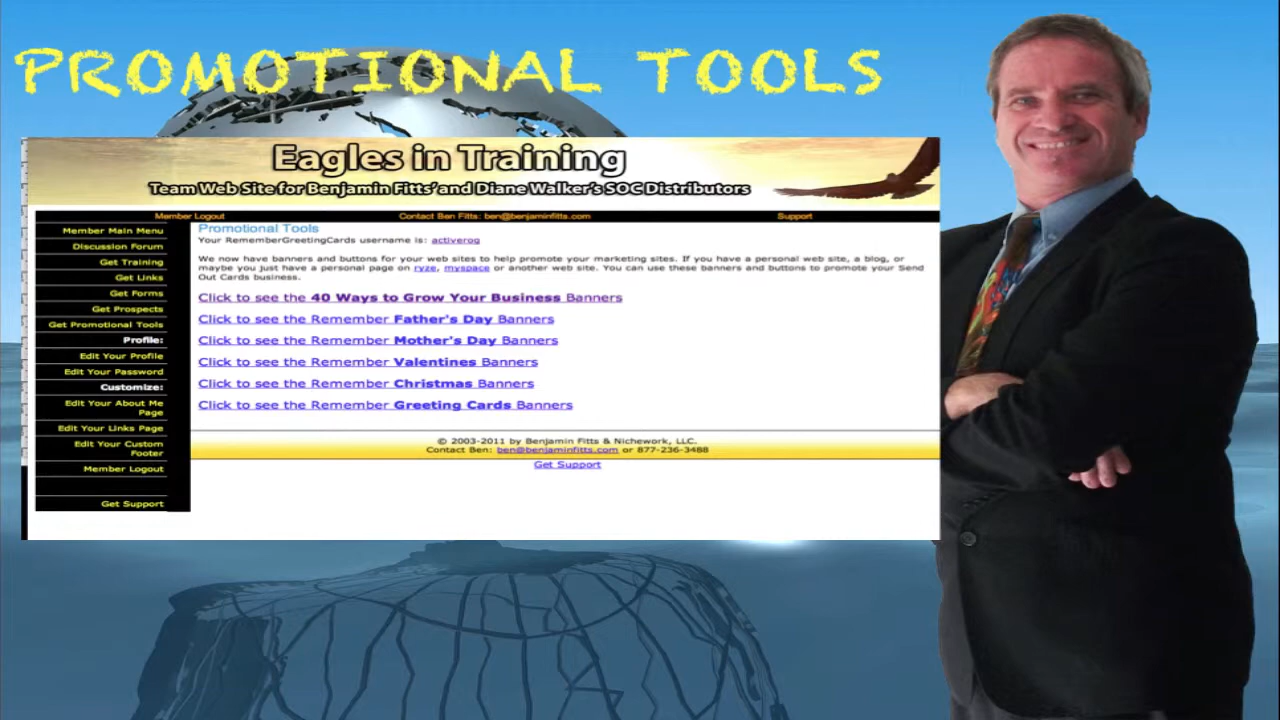 PROMOTIONAL TOOLS
Eagles in Training
Team Web Site for Benjamin Fitts' and Diane Walker's SOC Distributors
Member Logout Contact Ben Fitts: ben@benjaminfitts.com Support
Member Main Menu
Discussion Forum
Get Training
Get Links
Get Forms
Get Prospects
Get Promotional Tools
Profile:
Edit Your Profile
Edit Your Password
Customize:
Edit Your About Me
Page
Edit Your Links Page
Edit Your Custom
Footer
Member Logout
Get Support
Promotional Tools
Your RememberGreetingCards username is: activerog
We now have banners and buttons for your web sites to help promote your marketing sites. If you have a personal web site, a blog, or
maybe you just have a personal page on ryze, myspace or another web site. You can use these banners and buttons to promote your Send
Out Cards business.
Click to see the 40 Ways to Grow Your Business Banners
Click to see the Remember Father's Day Banners
Click to see the Remember Mother's Day Banners
Click to see the Remember Valentines Banners
Click to see the Remember Christmas Banners
Click to see the Remember Greeting Cards Banners
© 2003-2011 by Benjamin Fitts & Nichework, LLC.
Contact Ben: ben@benjaminfitts.com or 877-236-3488
Get Support